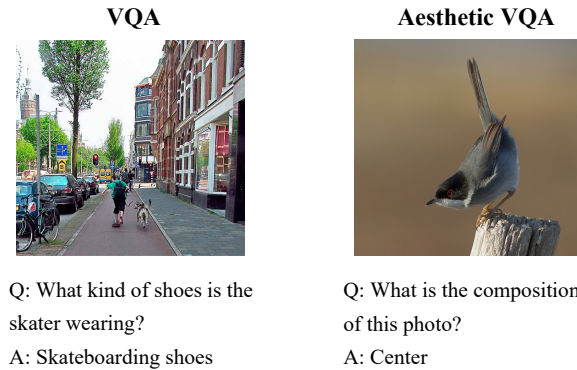 VQA
Aesthetic VQA
Q: What kind of shoes is the
skater wearing?
A: Skateboarding shoes
Q: What is the composition
of this photo?
A: Center